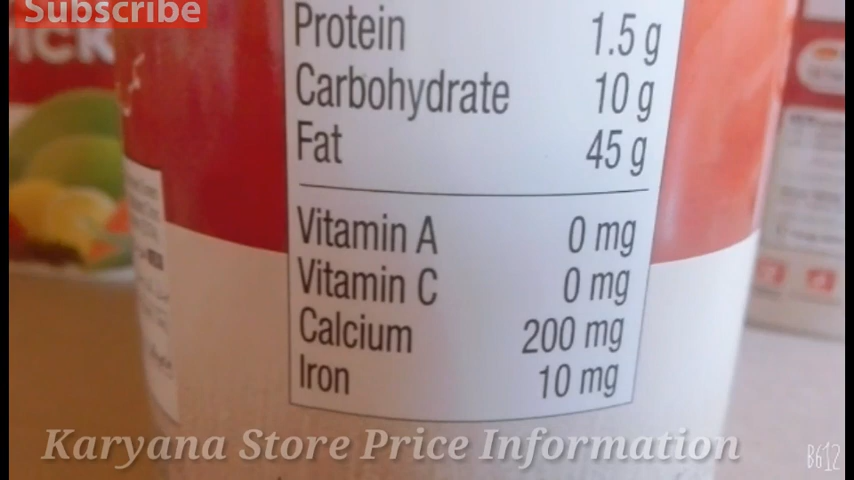 Subscribe
ICK
Protein 1.5 g
Carbohydrate 10 g
Fat 45 g
Vitamin A 0 mg
Vitamin C 0 mg
Calcium 200 mg
Iron 10 mg
Karyana Store Price Information
B612